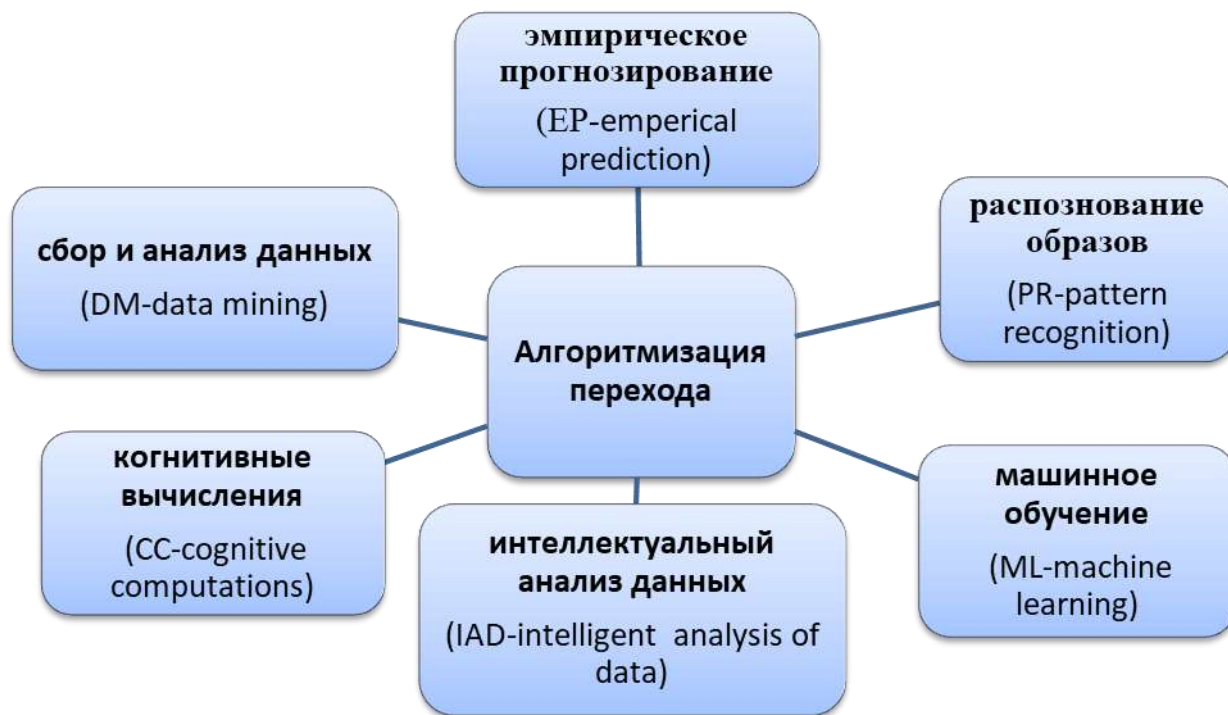 эмпирическое
прогнозирование
(EP-emperical
prediction)
сбор и анализ данных
(DM-data mining)
распознование
образов
(PR-pattern
recognition)
Алгоритмизация
перехода
когнитивные
вычисления
(CC-cognitive
computations)
интеллектуальный
анализ данных
(IAD-intelligent analysis of
data)
машинное
обучение
(ML-machine
learning)